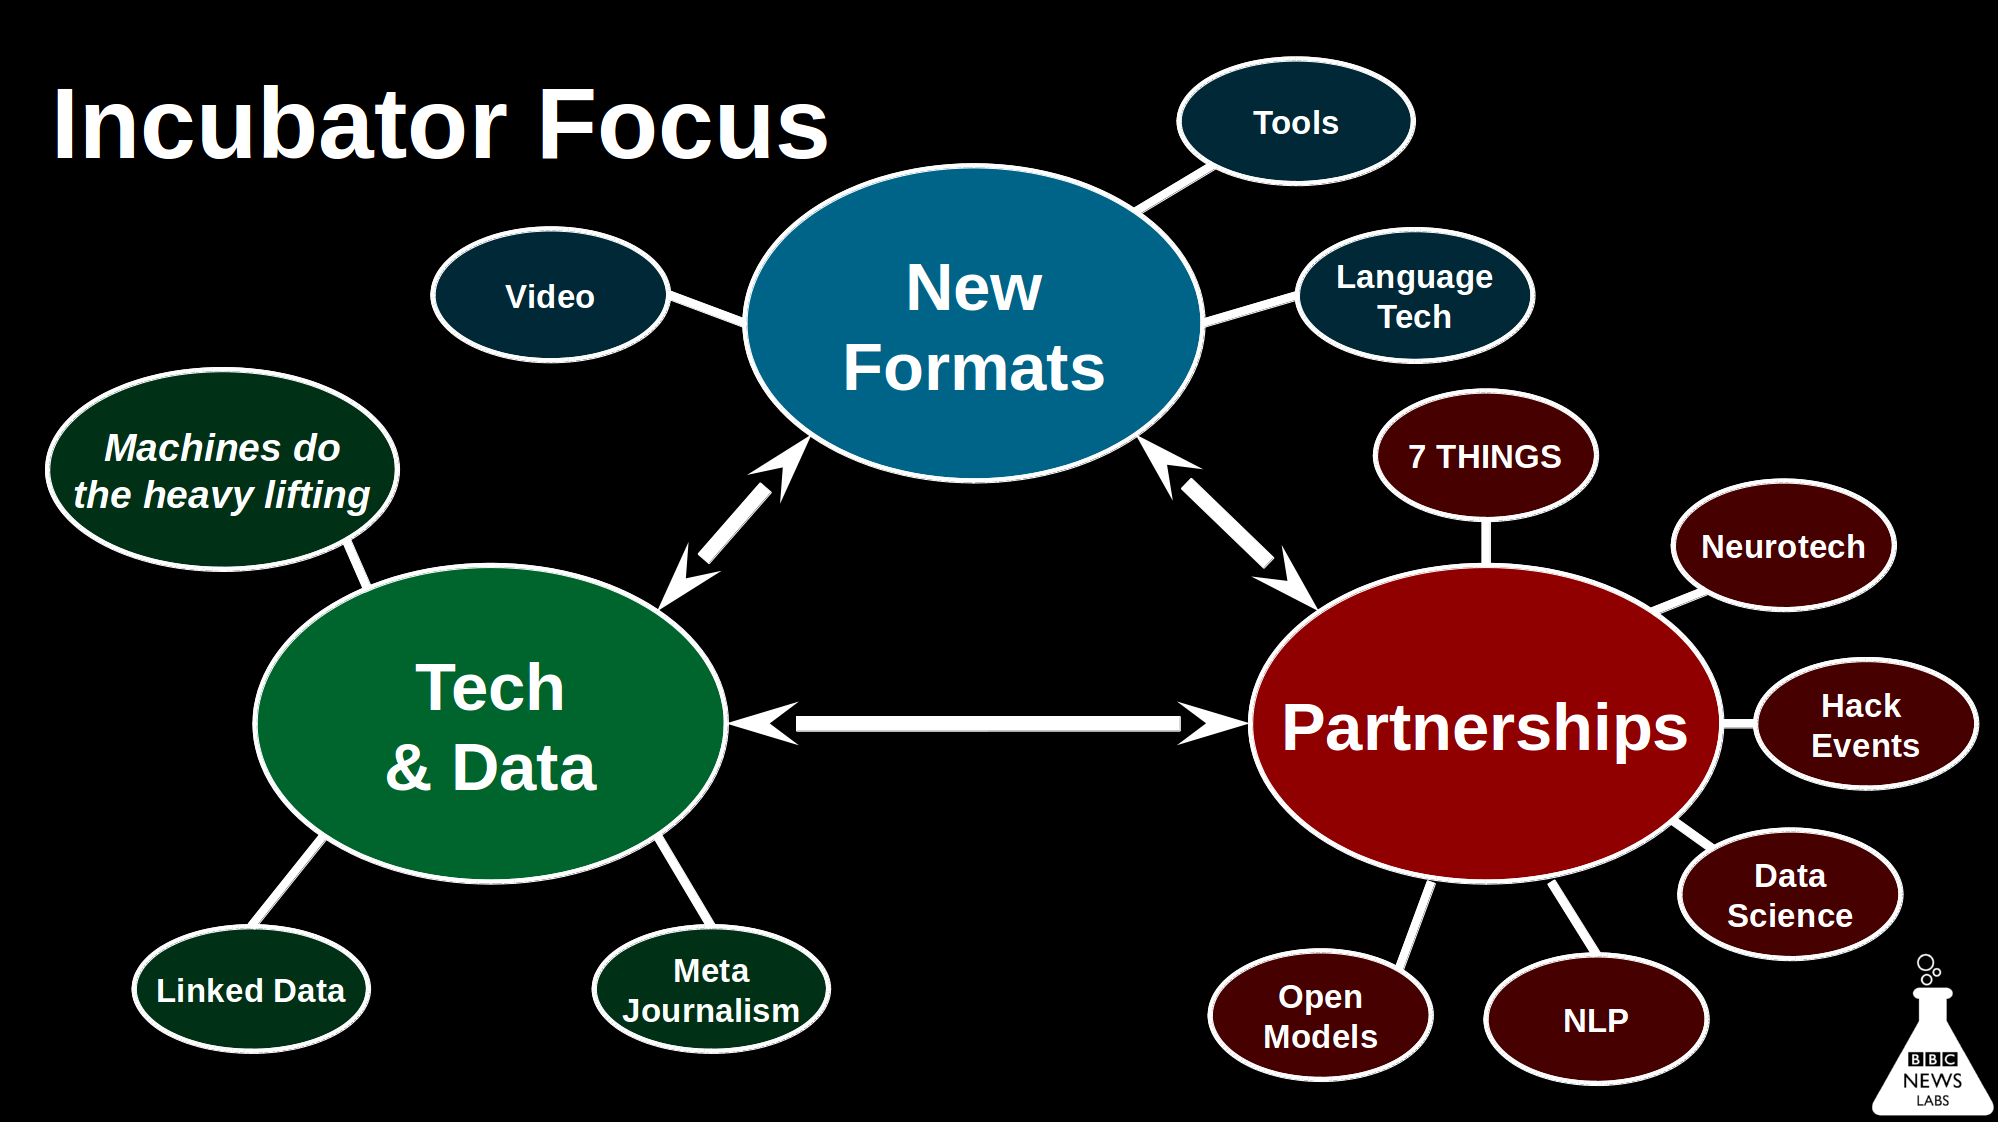 Incubator Focus
Tools
Video
New
Formats
Language
Tech
Machines do
the heavy lifting
7 THINGS
Neurotech
Tech
& Data
Partnerships
Hack
Events
Data
Science
Linked Data
Meta
Journalism
Open
Models
NLP
BBC
NEWS
LABS